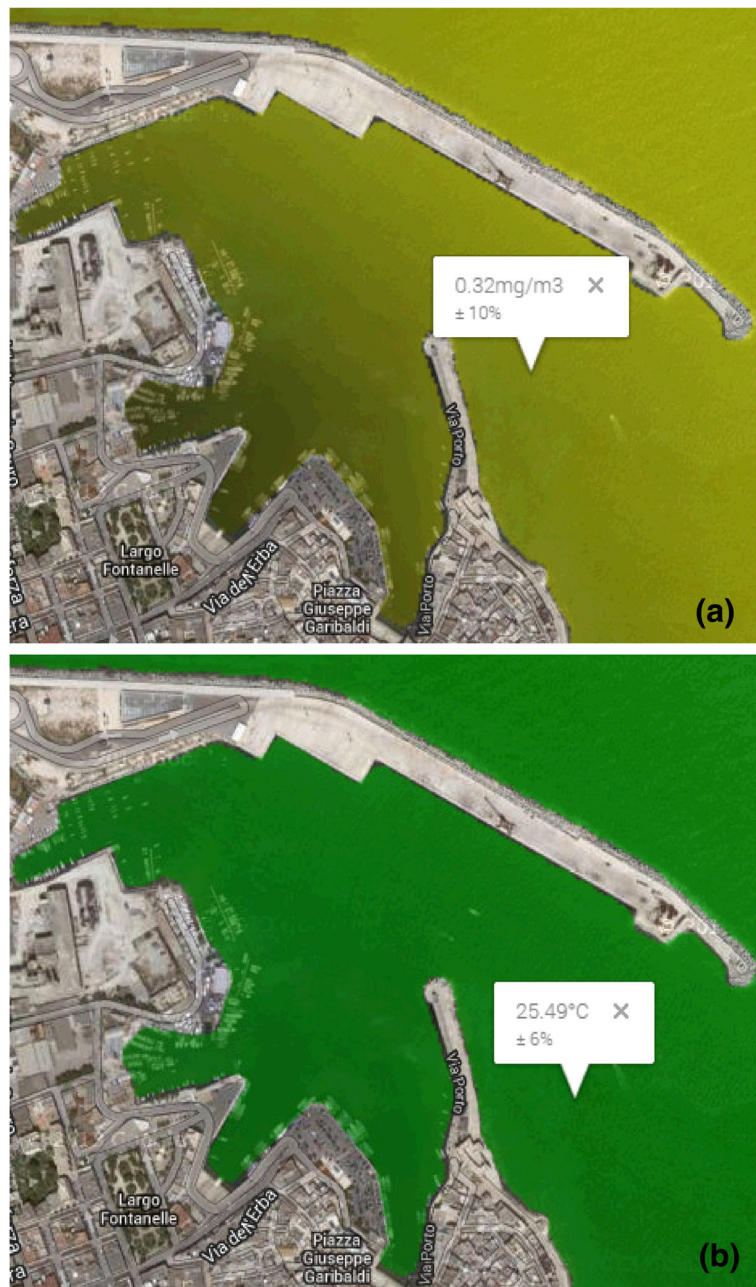 0.32mg/m3 ×
± 10%
Via Porto
Largo
Fontanelle
Via dell'Erba
Piazza
Giuseppe
Garibaldi
Via Porto
(a)
25.49°C ×
± 6%
Via Porto
Largo
Fontanelle
Via dell'Erba
Piazza
Giuseppe
Garibaldi
Via Porto
(b)